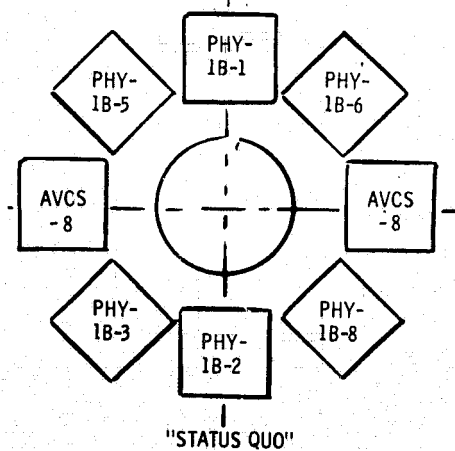 PHY-
1B-1
PHY-
1B-5
PHY-
1B-6
AVCS
-8
AVCS
-8
PHY-
1B-3
PHY-
1B-8
PHY-
1B-2
"STATUS QUO"